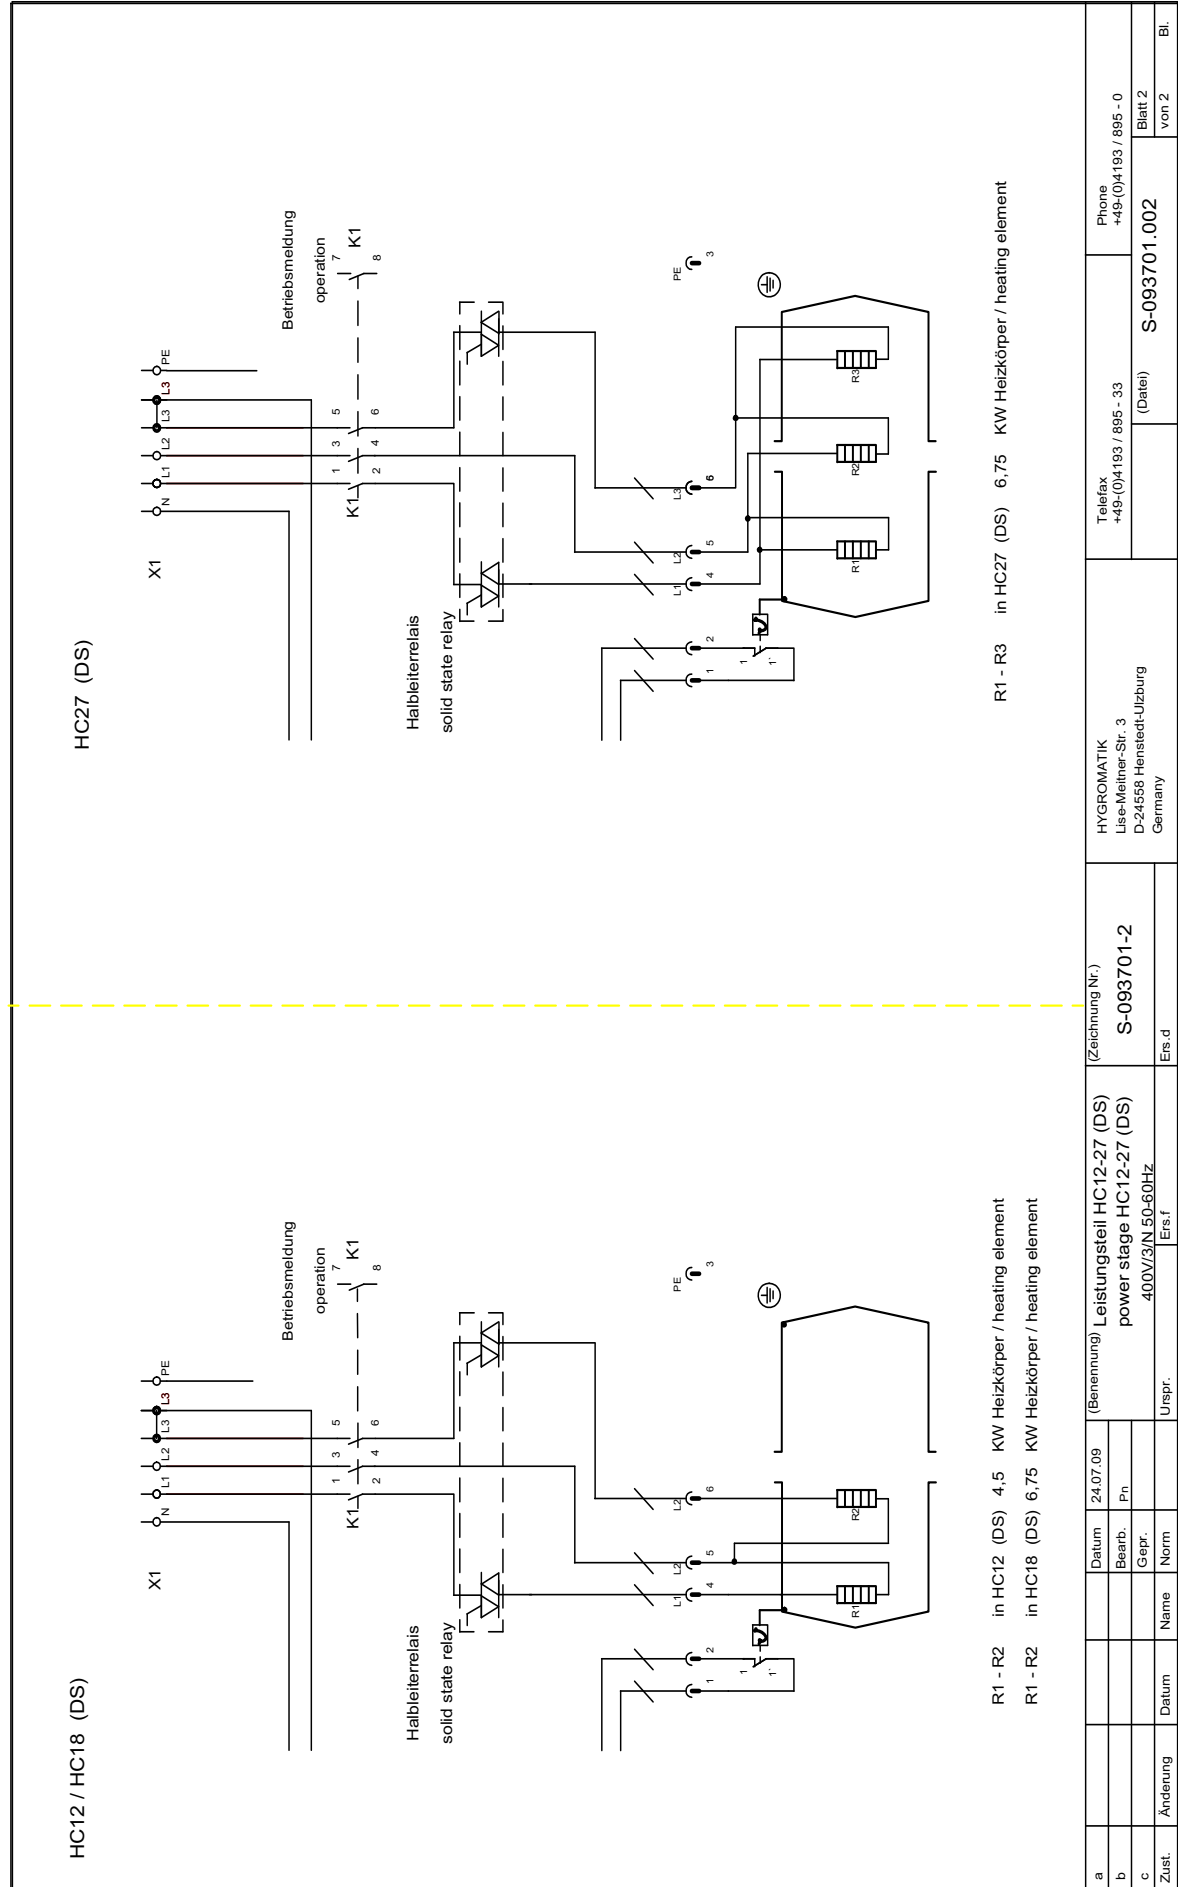 HC12 / HC18 (DS)
X1
N
L1
L2
L3
L3
PE
K1
1
3
5
2
4
6
Betriebsmeldung
operation
7
K1
8
Halbleiterrelais
solid state relay
1
2
L1
4
L2
5
L2
6
PE
3
1
1'
R1
R2
R1 - R2 in HC12 (DS) 4,5 KW Heizkörper / heating element
R1 - R2 in HC18 (DS) 6,75 KW Heizkörper / heating element
HC27 (DS)
X1
N
L1
L2
L3
L3
PE
K1
1
3
5
2
4
6
Betriebsmeldung
operation
7
K1
8
Halbleiterrelais
solid state relay
1
2
L1
4
L2
5
L3
6
PE
3
1
1'
R1
R2
R3
R1 - R3 in HC27 (DS) 6,75 KW Heizkörper / heating element
a
b
c
Zust.
Änderung
Datum
Name
Datum
24.07.09
Bearb.
Pn
Gepr.
Norm
(Benennung)
Leistungsteil HC12-27 (DS)
power stage HC12-27 (DS)
400V/3/N 50-60Hz
Urspr.
Ers.f
Ers.d
(Zeichnung Nr.)
S-093701-2
HYGROMATIK
Lise-Meitner-Str. 3
D-24558 Henstedt-Ulzburg
Germany
Telefax
+49-(0)4193 / 895 - 33
Phone
+49-(0)4193 / 895 - 0
(Datei)
S-093701.002
Blatt 2
von 2 Bl.